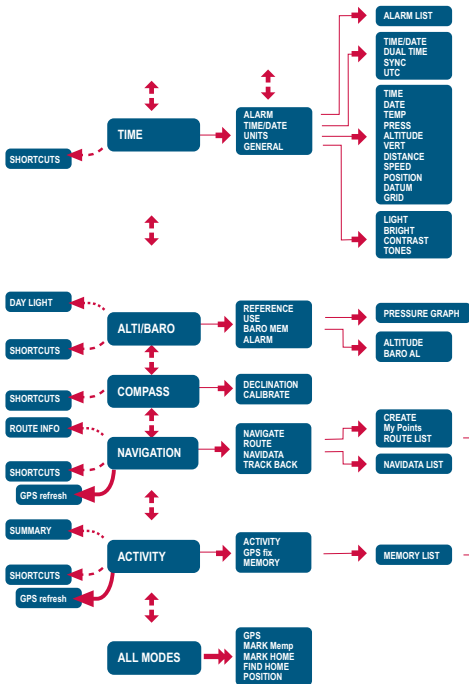 ALARM LIST
TIME/DATE
DUAL TIME
SYNC
UTC
TIME
DATE
TEMP
PRESS
ALTITUDE
VERT
DISTANCE
SPEED
POSITION
DATUM
GRID
LIGHT
BRIGHT
CONTRAST
TONES
ALARM
TIME/DATE
UNITS
GENERAL
TIME
SHORTCUTS
DAY LIGHT
SHORTCUTS
ALTI/BARO
REFERENCE
USE
BARO MEM
ALARM
PRESSURE GRAPH
ALTITUDE
BARO AL
SHORTCUTS
COMPASS
DECLINATION
CALIBRATE
ROUTE INFO
SHORTCUTS
GPS refresh
NAVIGATION
NAVIGATE
ROUTE
NAVIDATA
TRACK BACK
CREATE
My Points
ROUTE LIST
NAVIDATA LIST
SUMMARY
SHORTCUTS
GPS refresh
ACTIVITY
ACTIVITY
GPS fix
MEMORY
MEMORY LIST
ALL MODES
GPS
MARK Memp
MARK HOME
FIND HOME
POSITION